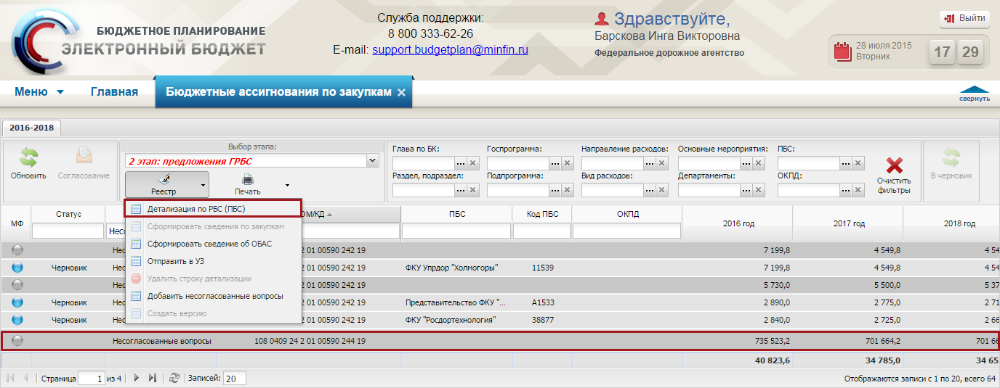 БЮДЖЕТНОЕ ПЛАНИРОВАНИЕ
ЭЛЕКТРОННЫЙ БЮДЖЕТ
Служба поддержки:
8 800 333-62-26
E-mail: support.budgetplan@minfin.ru
Здравствуйте,
Барскова Инга Викторовна
Федеральное дорожное агентство
Выйти
28 июля 2015
Вторник
17 29
Меню Главная Бюджетные ассигнования по закупкам
свернуть
2016-2018
Обновить Согласование
Выбор этапа:
2 этап: предложения ГРБС
Реестр Печать
Глава по БК: Госпрограмма: Направление расходов: Основные мероприятия: ПБС:
Раздел, подраздел: Подпрограмма: Вид расходов: Департаменты: ОКПД:
Очистить
фильтры
В черновик
Детализация по РБС (ПБС)
Сформировать сведения по закупкам
Сформировать сведение об ОБАС
Отправить в УЗ
Удалить строку детализации
Добавить несогласованные вопросы
Создать версию
МФ Статус ОМ/КД ПБС Код ПБС ОКПД 2016 год 2017 год 2018 год
Несо
Нес 2 01 00590 242 19 7 199,8 4 549,8 4 54
Черновик Нес 2 01 00590 242 19 ФКУ Упрдор "Холмогоры" 11539 7 199,8 4 549,8 4 54
Нес 2 01 00590 242 19 5 730,0 5 500,0 5 37
Черновик Нес 2 01 00590 242 19 Представительство ФКУ "... A1533 2 890,0 2 775,0 2 71
Черновик Нес 2 01 00590 242 19 ФКУ "Росдортехнология" 38877 2 840,0 2 725,0 2 66
Несогласованные вопросы 108 0409 24 2 01 00590 244 19 735 523,2 701 664,2 701 66
40 823,6 34 785,0 34 65
Страница 1 из 4 Записей: 20 Отображаются записи с 1 по 20, всего 64